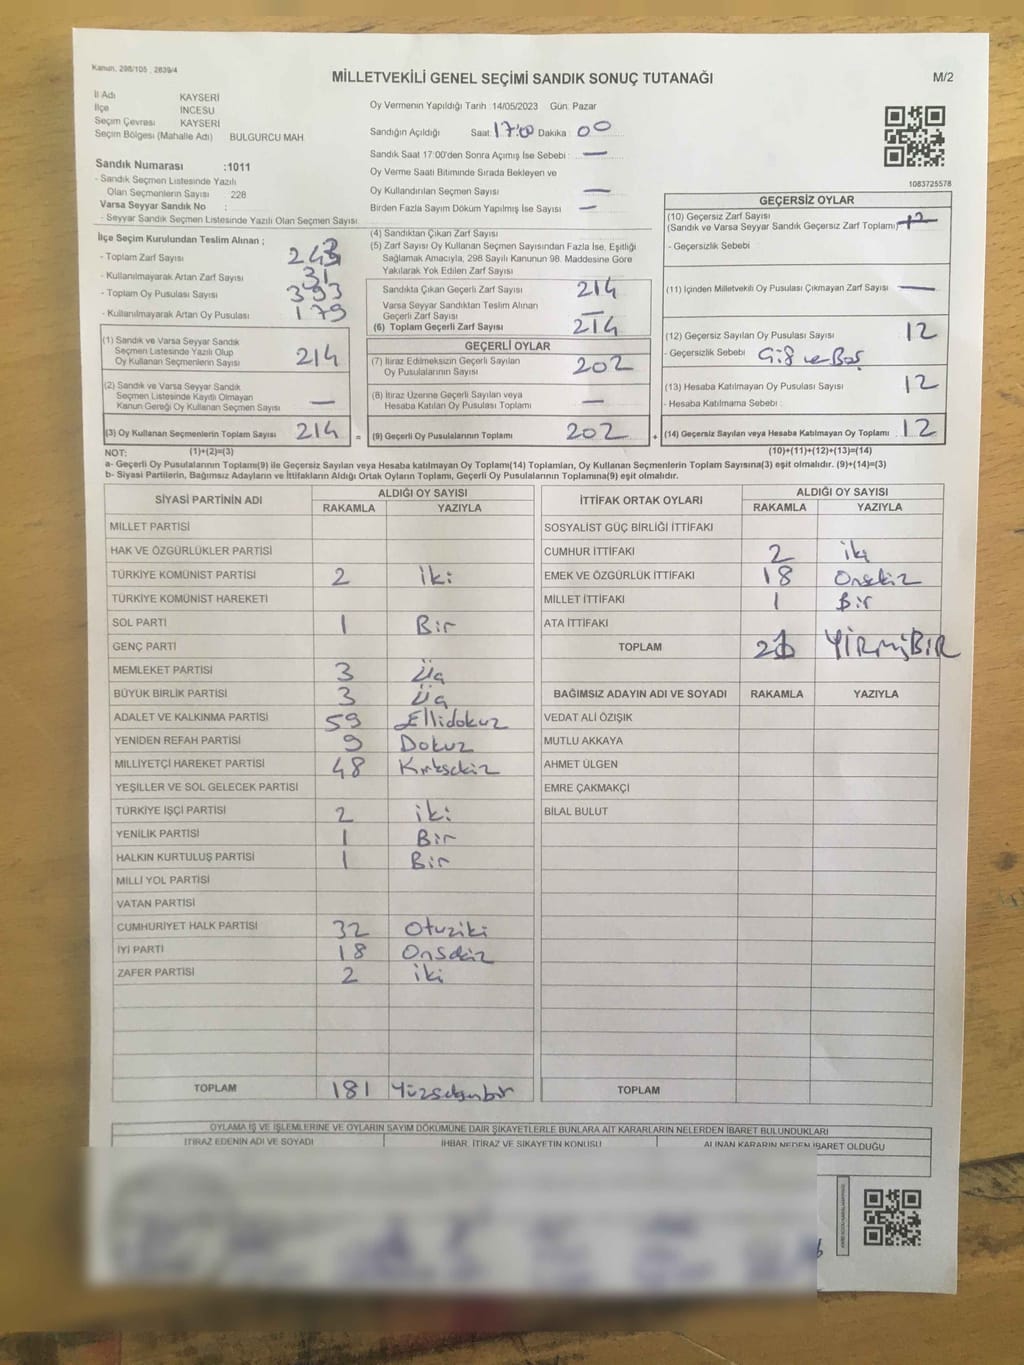 Kanun, 298/105 , 2839/4
MİLLETVEKİLİ GENEL SEÇİMİ SANDIK SONUÇ TUTANAĞI
M/2
İl Adı KAYSERİ
İlçe İNCESU
Seçim Çevresi KAYSERİ
Seçim Bölgesi (Mahalle Adı) BULGURCU MAH.
Sandık Numarası :1011
- Sandık Seçmen Listesinde Yazılı
Olan Seçmenlerin Sayısı 228
Varsa Seyyar Sandık No :
- Seyyar Sandık Seçmen Listesinde Yazılı Olan Seçmen Sayısı:
Oy Vermenin Yapıldığı Tarih :14/05/2023 Gün: Pazar
Sandığın Açıldığı Saat: 17:00 Dakika : 00
Sandık Saat 17:00'den Sonra Açımış İse Sebebi : —
Oy Verme Saati Bitiminde Sırada Bekleyen ve
Oy Kullandırılan Seçmen Sayısı —
Birden Fazla Sayım Döküm Yapılmış İse Sayısı : —
1083725578
İlçe Seçim Kurulundan Teslim Alınan ;
- Toplam Zarf Sayısı 243
- Kullanılmayarak Artan Zarf Sayısı 31
- Toplam Oy Pusulası Sayısı 393
- Kullanılmayarak Artan Oy Pusulası 179
(1) Sandık ve Varsa Seyyar Sandık
Seçmen Listesinde Yazılı Olup
Oy Kullanan Seçmenlerin Sayısı 214
(2) Sandık ve Varsa Seyyar Sandık
Seçmen Listesinde Kayıtlı Olmayan
Kanun Gereği Oy Kullanan Seçmen Sayısı —
(3) Oy Kullanan Seçmenlerin Toplam Sayısı 214 =
(4) Sandıktan Çıkan Zarf Sayısı
(5) Zarf Sayısı Oy Kullanan Seçmen Sayısından Fazla İse, Eşitliği
Sağlamak Amacıyla, 298 Sayılı Kanunun 98. Maddesine Göre
Yakılarak Yok Edilen Zarf Sayısı
Sandıkta Çıkan Geçerli Zarf Sayısı 214
Varsa Seyyar Sandıktan Teslim Alınan
Geçerli Zarf Sayısı —
(6) Toplam Geçerli Zarf Sayısı 214
GEÇERLİ OYLAR
(7) İtiraz Edilmeksizin Geçerli Sayılan
Oy Pusulalarının Sayısı 202
(8) İtiraz Üzerine Geçerli Sayılan veya
Hesaba Katılan Oy Pusulası Toplamı —
(9) Geçerli Oy Pusulalarının Toplamı 202 +
GEÇERSİZ OYLAR
(10) Geçersiz Zarf Sayısı
(Sandık ve Varsa Seyyar Sandık Geçersiz Zarf Toplamı)
- Geçersizlik Sebebi
(11) İçinden Milletvekili Oy Pusulası Çıkmayan Zarf Sayısı —
(12) Geçersiz Sayılan Oy Pusulası Sayısı 12
- Geçersizlik Sebebi Çift ve Boş
(13) Hesaba Katılmayan Oy Pusulası Sayısı 12
- Hesaba Katılmama Sebebi :
(14) Geçersiz Sayılan veya Hesaba Katılmayan Oy Toplamı 12
NOT: (1)+(2)=(3) (10)+(11)+(12)+(13)=(14)
a- Geçerli Oy Pusulalarının Toplamı(9) ile Geçersiz Sayılan veya Hesaba katılmayan Oy Toplamı(14) Toplamları, Oy Kullanan Seçmenlerin Toplam Sayısına(3) eşit olmalıdır. (9)+(14)=(3)
b- Siyasi Partilerin, Bağımsız Adayların ve İttifakların Aldığı Ortak Oyların Toplamı, Geçerli Oy Pusulalarının Toplamına(9) eşit olmalıdır.
SİYASİ PARTİNİN ADI ALDIĞI OY SAYISI
RAKAMLA YAZIYLA
MİLLET PARTİSİ
HAK VE ÖZGÜRLÜKLER PARTİSİ
TÜRKİYE KOMÜNİST PARTİSİ 2 iki
TÜRKİYE KOMÜNİST HAREKETİ
SOL PARTİ 1 Bir
GENÇ PARTİ
MEMLEKET PARTİSİ 3 Üç
BÜYÜK BİRLİK PARTİSİ 3 Üç
ADALET VE KALKINMA PARTİSİ 59 Ellidokuz
YENİDEN REFAH PARTİSİ 9 Dokuz
MİLLİYETÇİ HAREKET PARTİSİ 48 Kırksekiz
YEŞİLLER VE SOL GELECEK PARTİSİ
TÜRKİYE İŞÇİ PARTİSİ 2 iki
YENİLİK PARTİSİ 1 Bir
HALKIN KURTULUŞ PARTİSİ 1 Bir
MİLLİ YOL PARTİSİ
VATAN PARTİSİ
CUMHURİYET HALK PARTİSİ 32 Otuziki
İYİ PARTİ 18 Onsekiz
ZAFER PARTİSİ 2 iki
TOPLAM 181 Yüzseksenbir
İTTİFAK ORTAK OYLARI ALDIĞI OY SAYISI
RAKAMLA YAZIYLA
SOSYALİST GÜÇ BİRLİĞİ İTTİFAKI
CUMHUR İTTİFAKI 2 iki
EMEK VE ÖZGÜRLÜK İTTİFAKI 18 Onsekiz
MİLLET İTTİFAKI 1 Bir
ATA İTTİFAKI
TOPLAM 21 YİRMİBİR
BAĞIMSIZ ADAYIN ADI VE SOYADI RAKAMLA YAZIYLA
VEDAT ALİ ÖZIŞIK
MUTLU AKKAYA
AHMET ÜLGEN
EMRE ÇAKMAKÇI
BİLAL BULUT
TOPLAM
OYLAMA İŞ VE İŞLEMLERİNE VE OYLARIN SAYIM DÖKÜMÜNE DAİR ŞİKAYETLERLE BUNLARA AİT KARARLARIN NELERDEN İBARET BULUNDUKLARI
İTİRAZ EDENİN ADI VE SOYADI İHBAR, İTİRAZ VE ŞİKAYETİN KONUSU ALINAN KARARIN NEDEN İBARET OLDUĞU